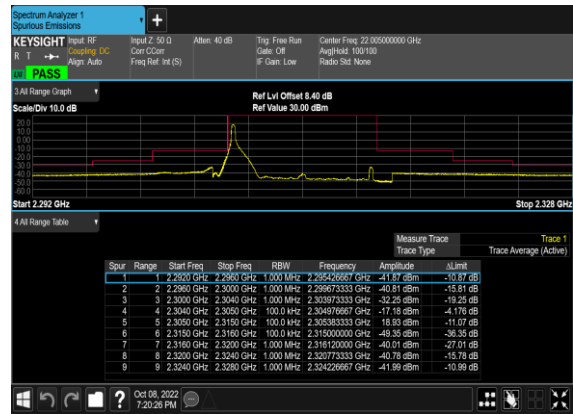 Spectrum Analyzer 1
Spurious Emissions
+
KEYSIGHT Input: RF Input Z: 50 Ω Atten: 40 dB Trig: Free Run Center Freq: 22.005000000 GHz
R T Coupling: DC Corr CCorr Gate: Off Avg|Hold: 100/100
Align: Auto Freq Ref: Int (S) IF Gain: Low Radio Std: None
PASS
3 All Range Graph
Ref Lvl Offset 8.40 dB
Scale/Div 10.0 dB Ref Value 30.00 dBm
20.0
10.0
0.00
-10.0
-20.0
-30.0
-40.0
-50.0
-60.0
Start 2.292 GHz Stop 2.328 GHz
4 All Range Table
Measure Trace Trace 1
Trace Type Trace Average (Active)
Spur Range Start Freq Stop Freq RBW Frequency Amplitude ΔLimit
1 1 2.2920 GHz 2.2960 GHz 1.000 MHz 2.295426667 GHz -41.87 dBm -10.87 dB
2 2 2.2960 GHz 2.3000 GHz 1.000 MHz 2.299673333 GHz -40.81 dBm -15.81 dB
3 3 2.3000 GHz 2.3040 GHz 1.000 MHz 2.303973333 GHz -32.25 dBm -19.25 dB
4 4 2.3040 GHz 2.3050 GHz 100.0 kHz 2.304976667 GHz -17.18 dBm -4.176 dB
5 5 2.3050 GHz 2.3150 GHz 100.0 kHz 2.305383333 GHz 18.93 dBm -11.07 dB
6 6 2.3150 GHz 2.3160 GHz 100.0 kHz 2.315000000 GHz -49.35 dBm -36.35 dB
7 7 2.3160 GHz 2.3200 GHz 1.000 MHz 2.316120000 GHz -40.01 dBm -27.01 dB
8 8 2.3200 GHz 2.3240 GHz 1.000 MHz 2.320773333 GHz -40.78 dBm -15.78 dB
9 9 2.3240 GHz 2.3280 GHz 1.000 MHz 2.324226667 GHz -41.99 dBm -10.99 dB
? Oct 08, 2022
7:20:26 PM